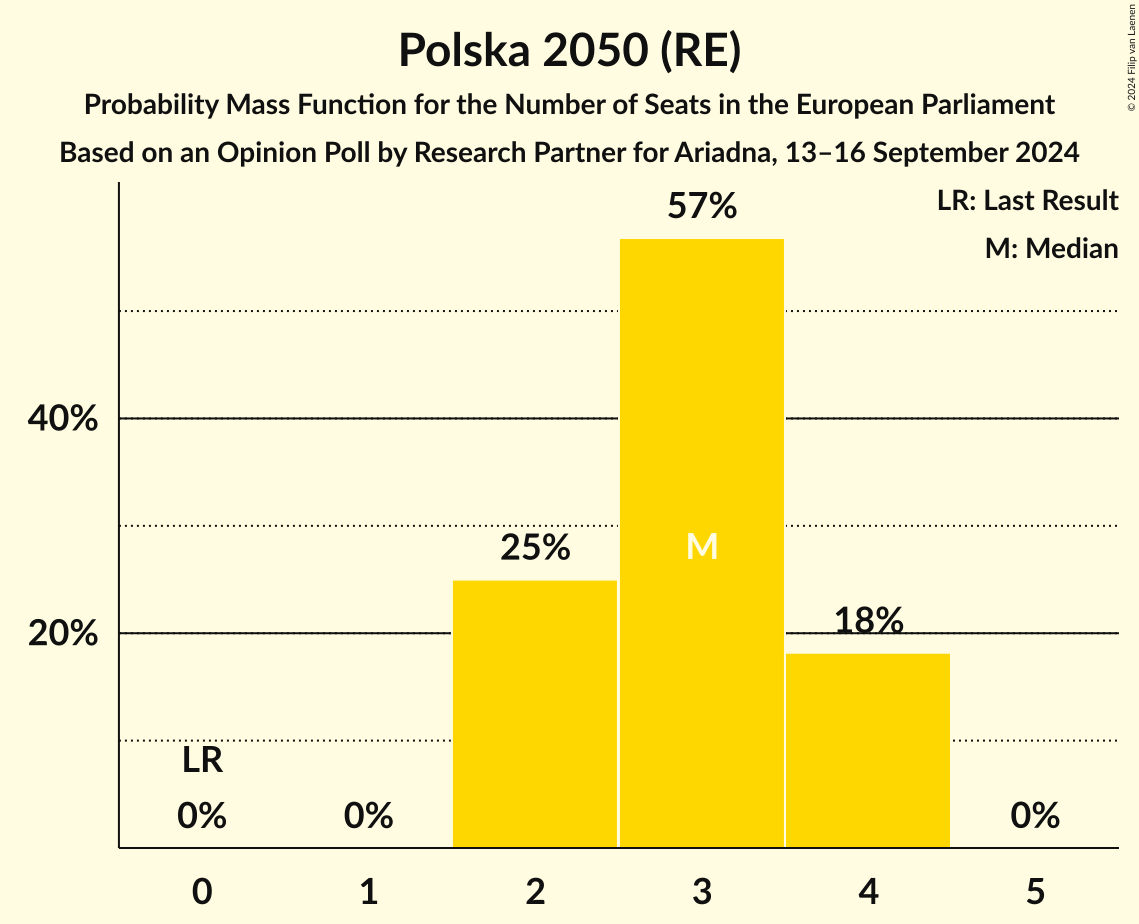 Polska 2050 (RE)
Probability Mass Function for the Number of Seats in the European Parliament
Based on an Opinion Poll by Research Partner for Ariadna, 13–16 September 2024
© 2024 Filip van Laenen
LR: Last Result
M: Median
57%
40%
25%
M
20%
18%
LR
0%
0%
0%
0 1 2 3 4 5